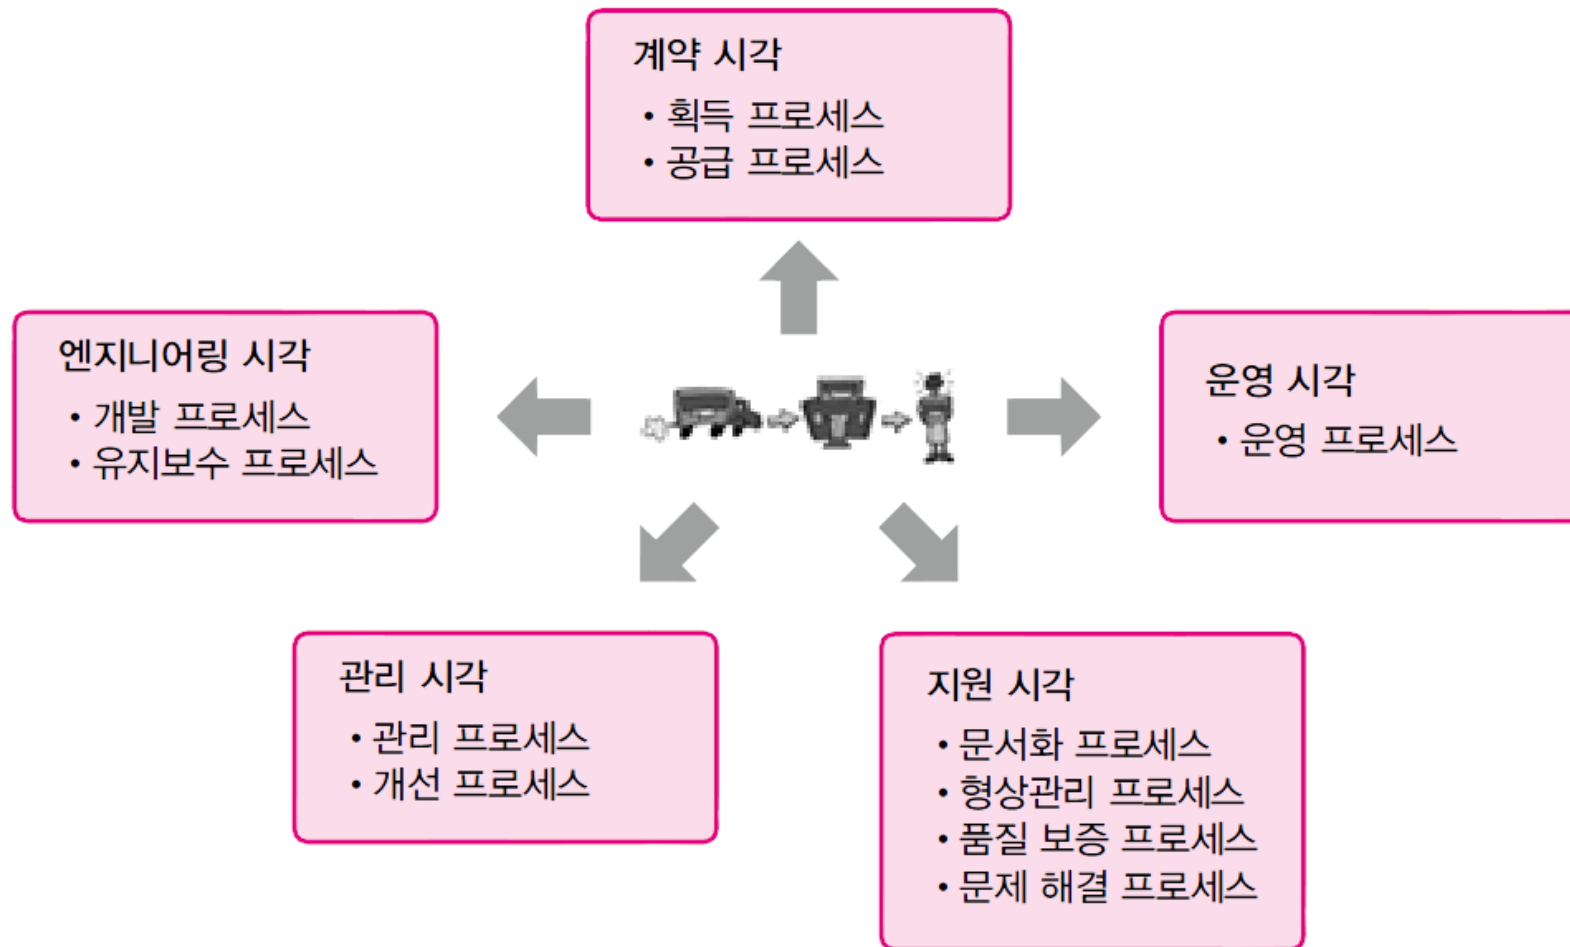 계약 시각
• 획득 프로세스
• 공급 프로세스
엔지니어링 시각
• 개발 프로세스
• 유지보수 프로세스
운영 시각
• 운영 프로세스
관리 시각
• 관리 프로세스
• 개선 프로세스
지원 시각
• 문서화 프로세스
• 형상관리 프로세스
• 품질 보증 프로세스
• 문제 해결 프로세스